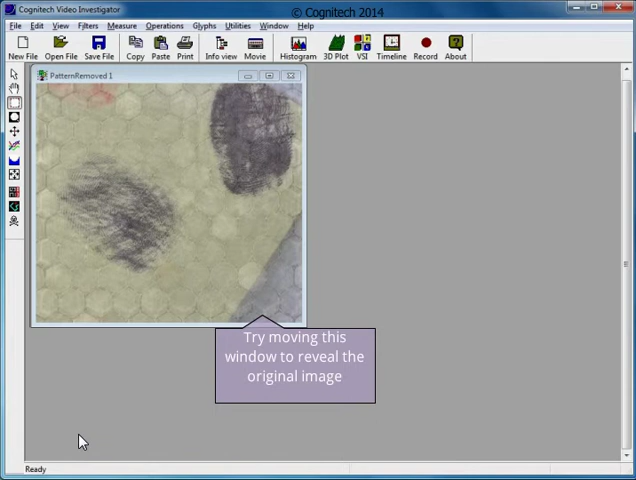 Cognitech Video Investigator
© Cognitech 2014
File Edit View Filters Measure Operations Glyphs Utilities Window Help
New File Open File Save File Copy Paste Print Info view Movie Histogram 3D Plot VSI Timeline Record About
PatternRemoved 1
Try moving this
window to reveal the
original image
Ready